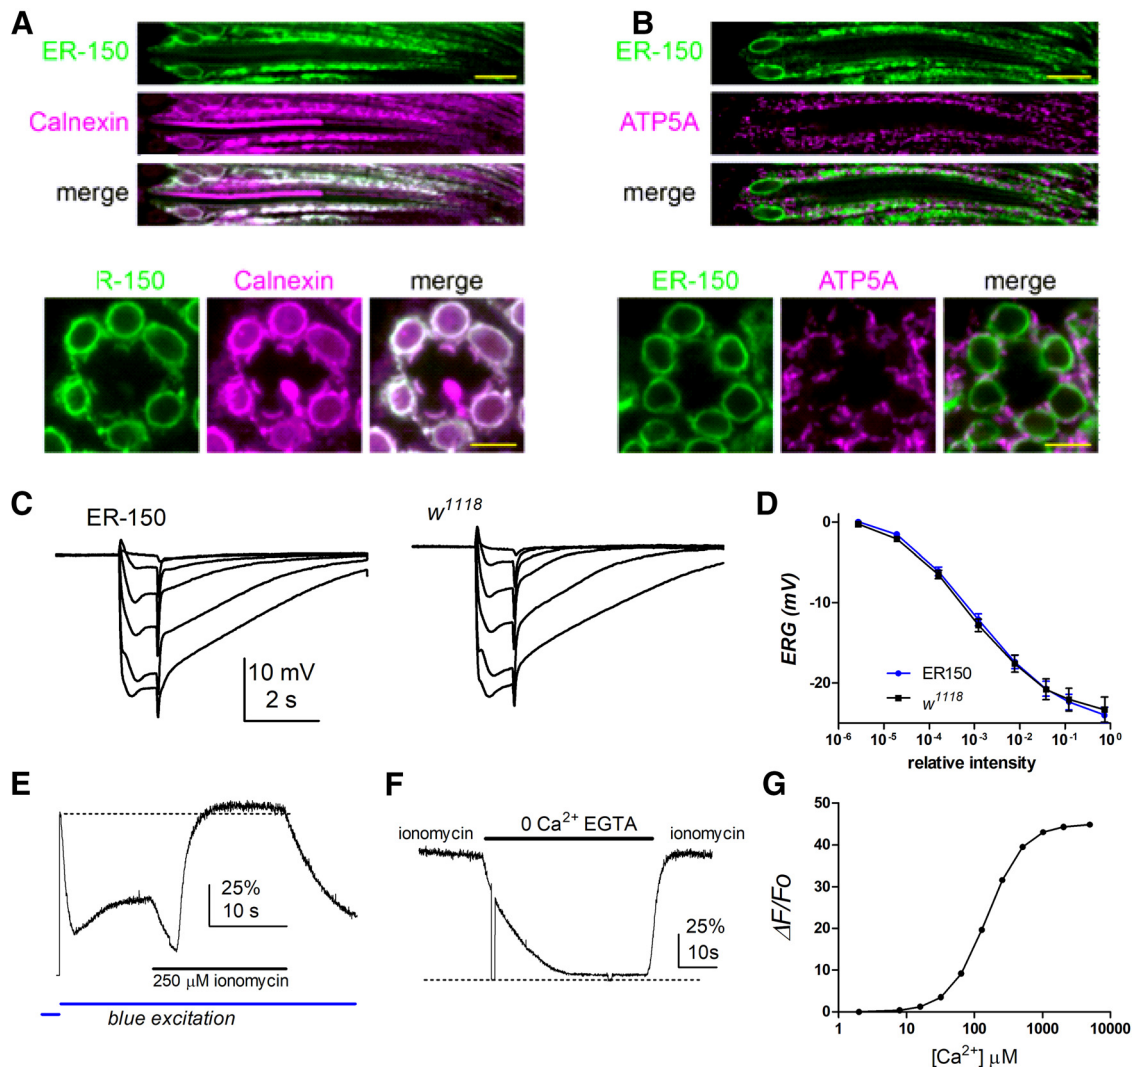 A
ER-150
Calnexin
merge
R-150 Calnexin merge
B
ER-150
ATP5A
merge
ER-150 ATP5A merge
C
ER-150
w¹¹¹⁸
10 mV
2 s
D
0
-10
-20
ERG (mV)
ER150
w¹¹¹⁸
10⁻⁶ 10⁻⁵ 10⁻⁴ 10⁻³ 10⁻² 10⁻¹ 10⁰
relative intensity
E
25%
10 s
250 μM ionomycin
blue excitation
F
ionomycin 0 Ca²⁺ EGTA ionomycin
25%
10s
G
50
40
30
20
10
0
ΔF/Fo
1 10 100 1000 10000
[Ca²⁺] μM